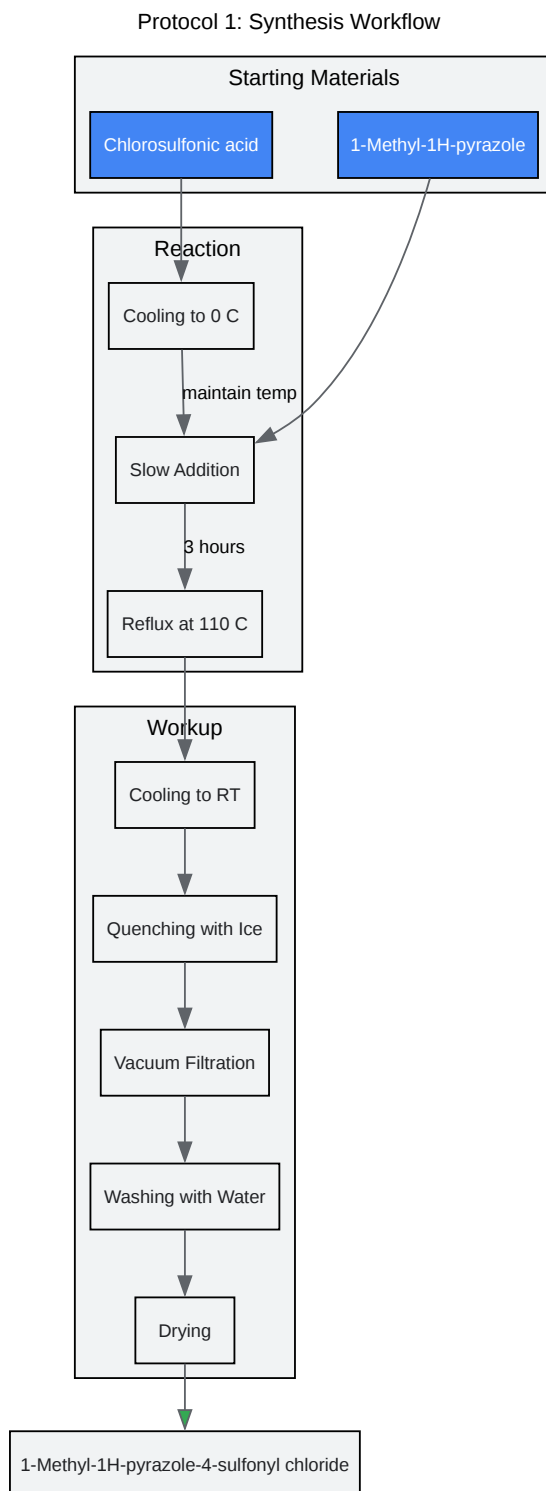 Protocol 1: Synthesis Workflow
Starting Materials
Chlorosulfonic acid
1-Methyl-1H-pyrazole
Reaction
Cooling to 0 C
maintain temp
Slow Addition
3 hours
Reflux at 110 C
Workup
Cooling to RT
Quenching with Ice
Vacuum Filtration
Washing with Water
Drying
1-Methyl-1H-pyrazole-4-sulfonyl chloride